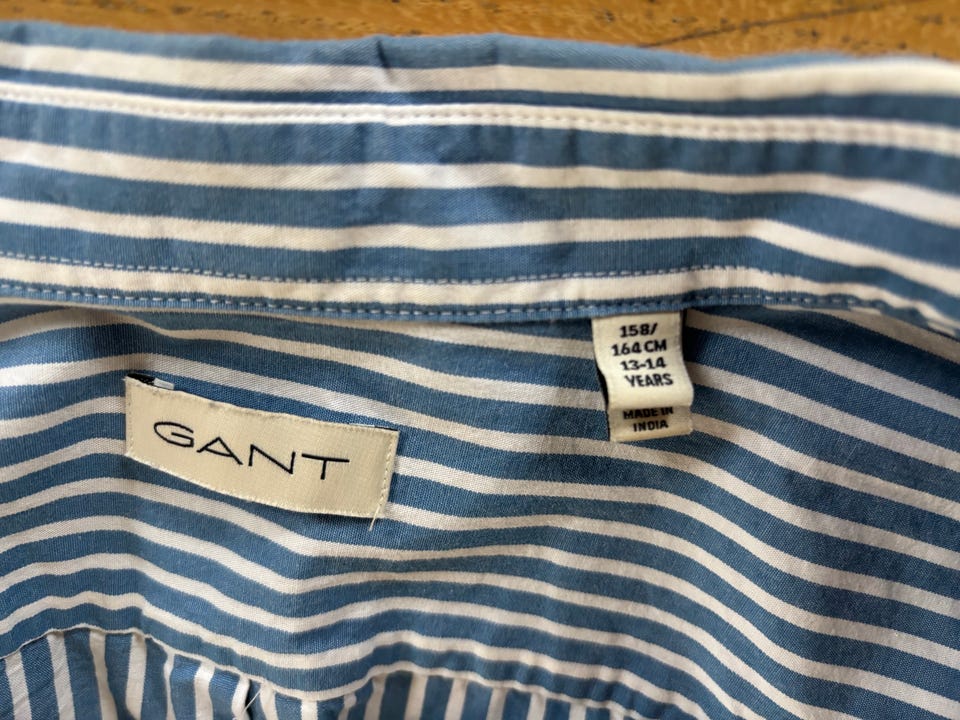 GANT
158/
164 CM
13-14
YEARS
MADE IN
INDIA